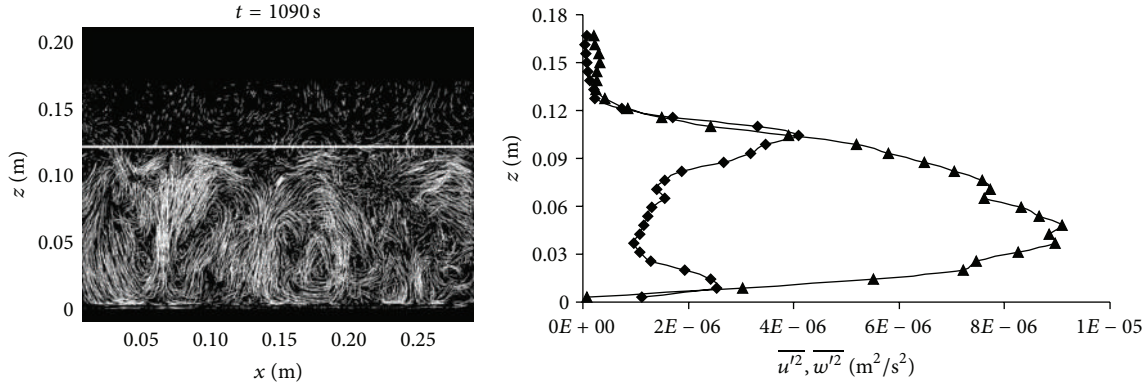 t = 1090 s
z (m)
0.20
0.15
0.10
0.05
0
0.05 0.10 0.15 0.20 0.25
x (m)
z (m)
0.18
0.15
0.12
0.09
0.06
0.03
0
0E + 00 2E − 06 4E − 06 6E − 06 8E − 06 1E − 05
u′², w′² (m²/s²)